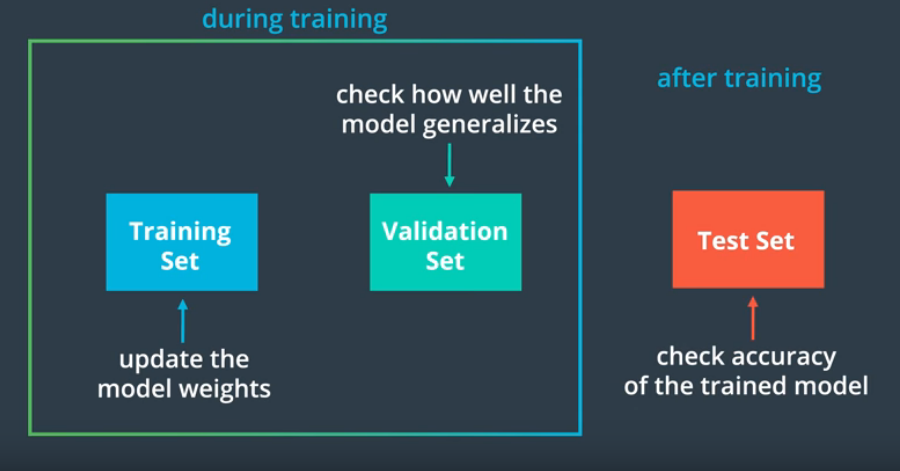 during training
after training
check how well the
model generalizes
Training
Set
Validation
Set
Test Set
update the
model weights
check accuracy
of the trained model